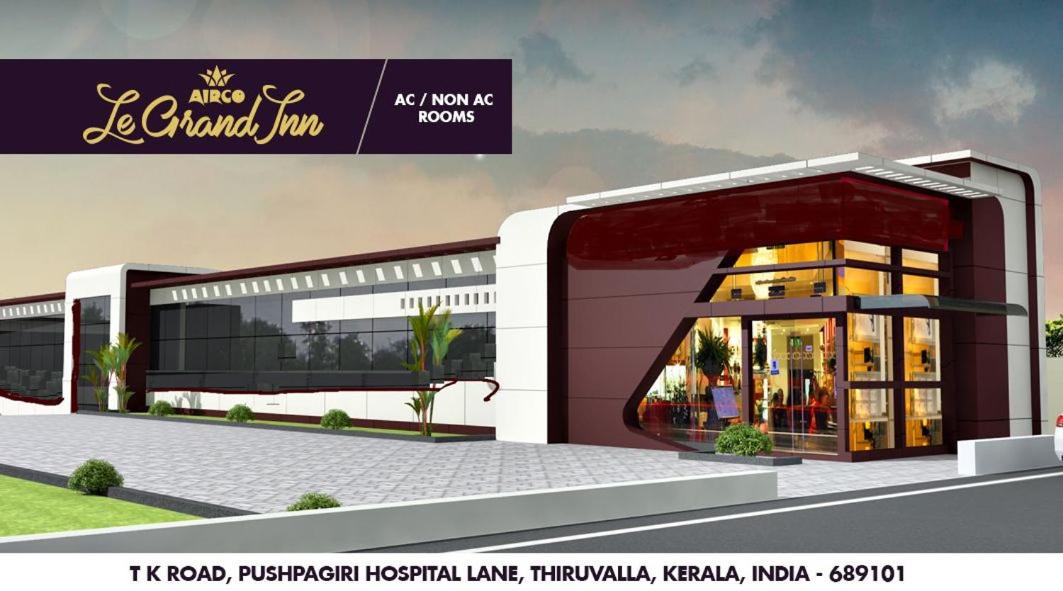 AIRCO
Le Grand Inn
AC / NON AC
ROOMS
T K ROAD, PUSHPAGIRI HOSPITAL LANE, THIRUVALLA, KERALA, INDIA - 689101